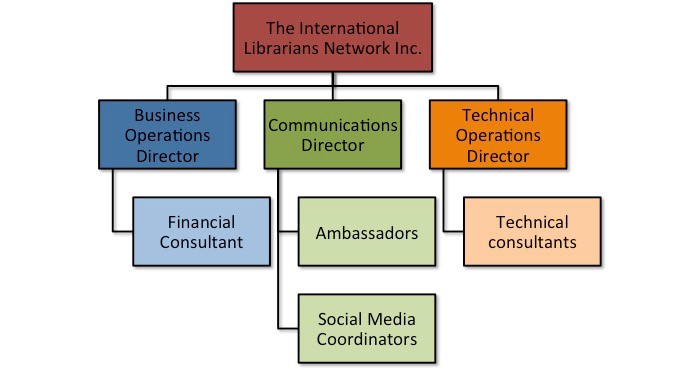 The International
Librarians Network Inc.
Business
Operations
Director
Communications
Director
Technical
Operations
Director
Financial
Consultant
Ambassadors
Technical
consultants
Social Media
Coordinators